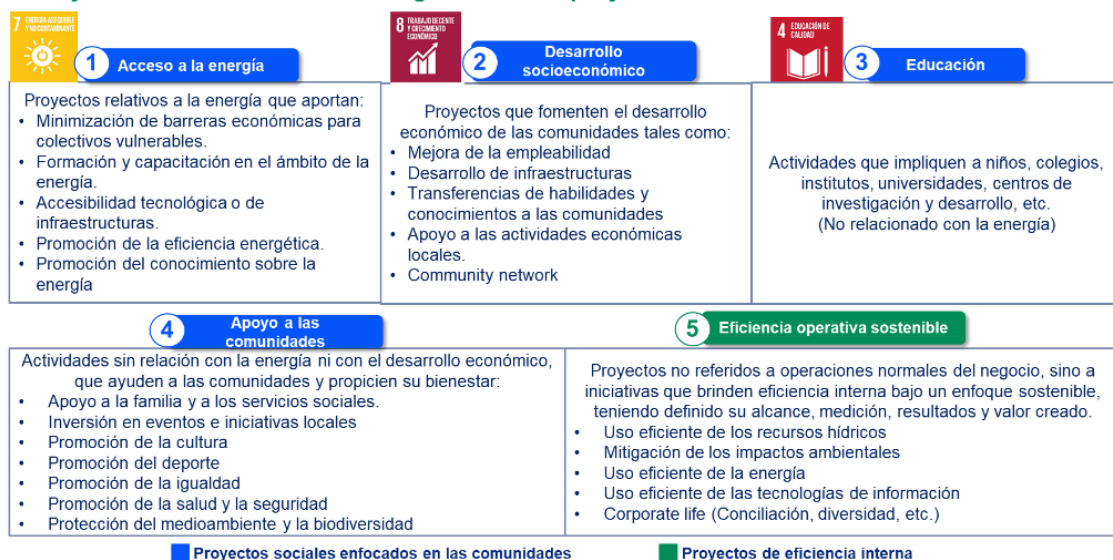 7 ENERGÍA ASEQUIBLE
Y NO CONTAMINANTE
1 Acceso a la energía
Proyectos relativos a la energía que aportan:
• Minimización de barreras económicas para
colectivos vulnerables.
• Formación y capacitación en el ámbito de la
energía.
• Accesibilidad tecnológica o de
infraestructuras.
• Promoción de la eficiencia energética.
• Promoción del conocimiento sobre la
energía
8 TRABAJO DECENTE
Y CRECIMIENTO
ECONÓMICO
2 Desarrollo
socioeconómico
Proyectos que fomenten el desarrollo
económico de las comunidades tales como:
• Mejora de la empleabilidad
• Desarrollo de infraestructuras
• Transferencias de habilidades y
conocimientos a las comunidades
• Apoyo a las actividades económicas
locales.
• Community network
4 EDUCACIÓN DE
CALIDAD
3 Educación
Actividades que impliquen a niños, colegios,
institutos, universidades, centros de
investigación y desarrollo, etc.
(No relacionado con la energía)
4 Apoyo a las
comunidades
Actividades sin relación con la energía ni con el desarrollo económico,
que ayuden a las comunidades y propicien su bienestar:
• Apoyo a la familia y a los servicios sociales.
• Inversión en eventos e iniciativas locales
• Promoción de la cultura
• Promoción del deporte
• Promoción de la igualdad
• Promoción de la salud y la seguridad
• Protección del medioambiente y la biodiversidad
5 Eficiencia operativa sostenible
Proyectos no referidos a operaciones normales del negocio, sino a
iniciativas que brinden eficiencia interna bajo un enfoque sostenible,
teniendo definido su alcance, medición, resultados y valor creado.
• Uso eficiente de los recursos hídricos
• Mitigación de los impactos ambientales
• Uso eficiente de la energía
• Uso eficiente de las tecnologías de información
• Corporate life (Conciliación, diversidad, etc.)
Proyectos sociales enfocados en las comunidades
Proyectos de eficiencia interna